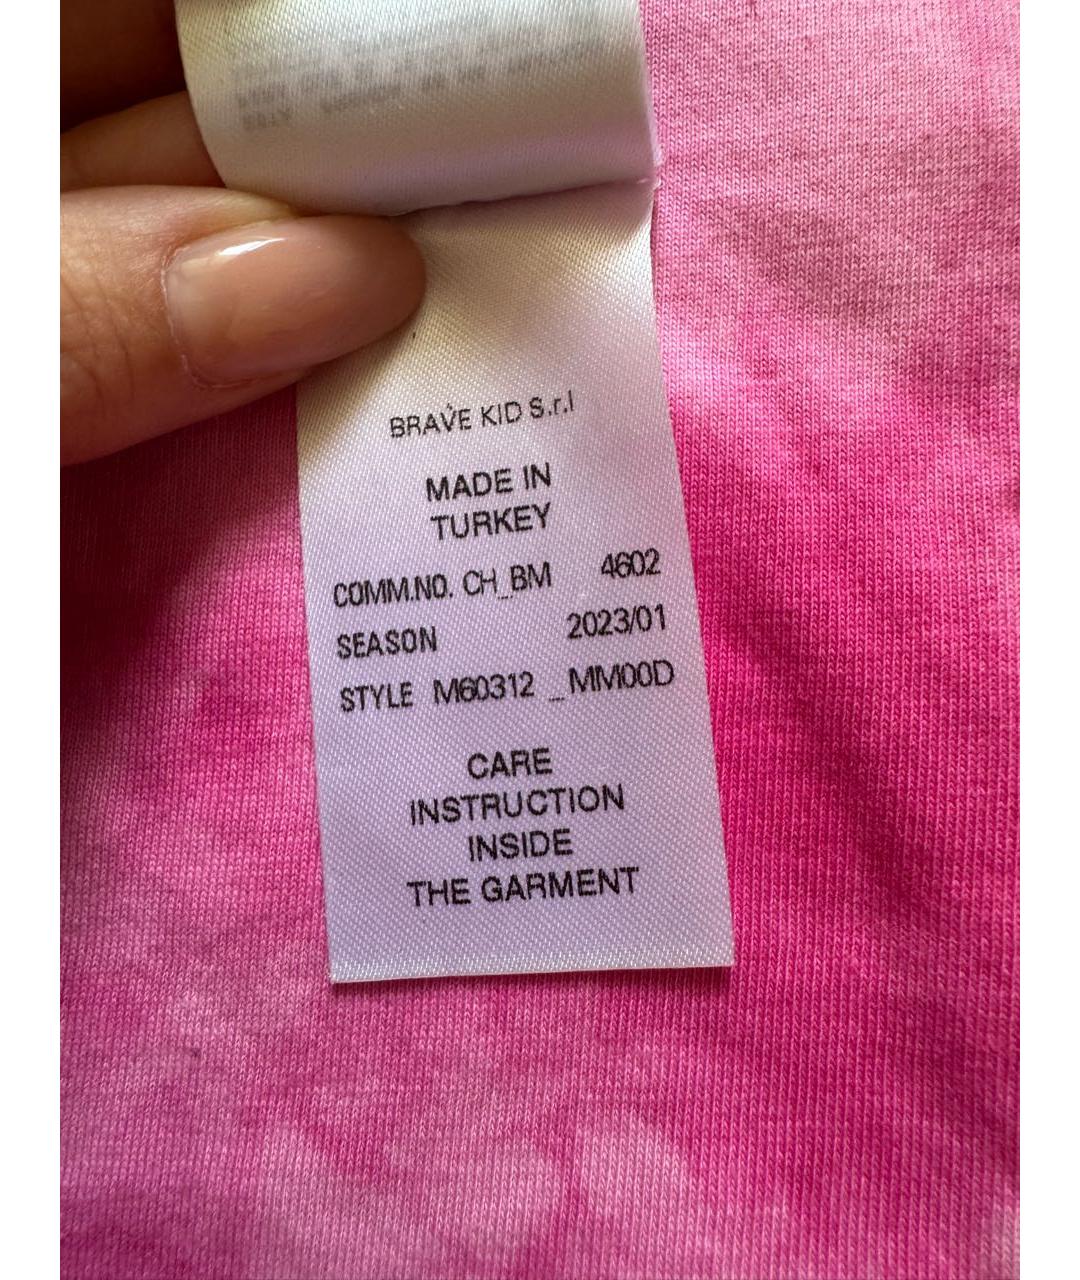 BRAVE KID S.r.l
MADE IN
TURKEY
COMM.NO. CH_BM 4602
SEASON 2023/01
STYLE M60312 _MM00D
CARE
INSTRUCTION
INSIDE
THE GARMENT